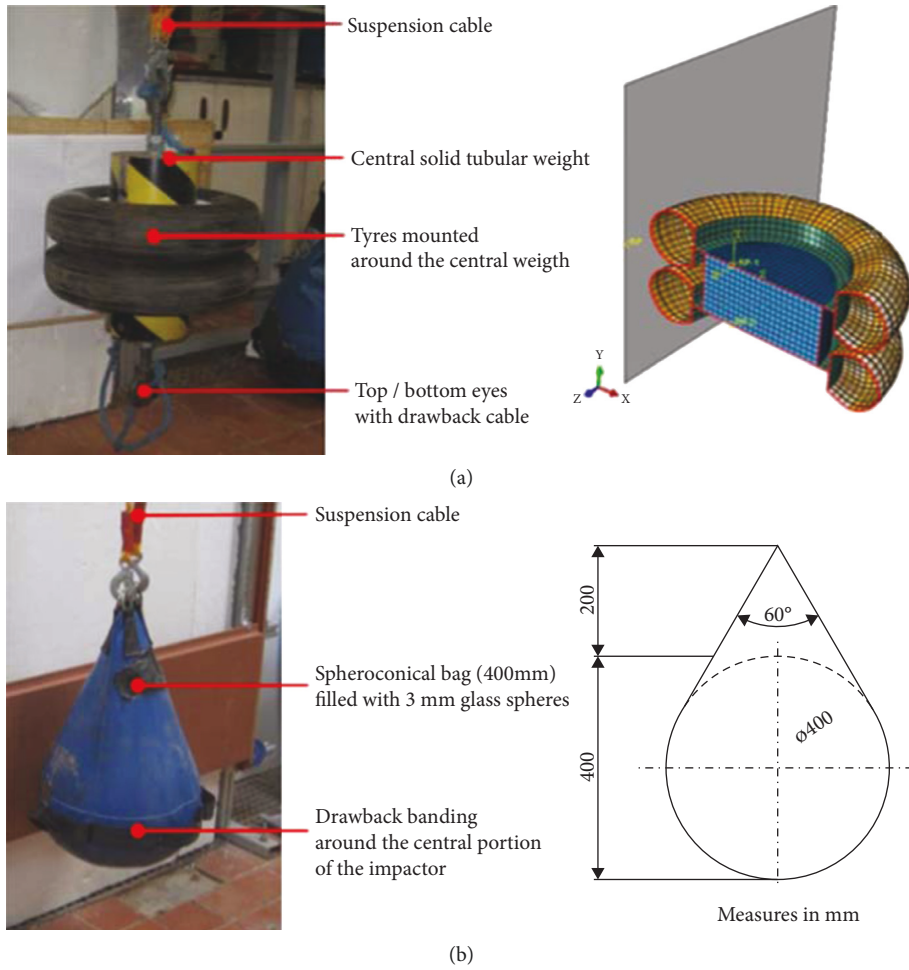 Suspension cable
Central solid tubular weight
Tyres mounted
around the central weigth
Top / bottom eyes
with drawback cable
Y
Z
X
(a)
Suspension cable
Spheroconical bag (400mm)
filled with 3 mm glass spheres
Drawback banding
around the central portion
of the impactor
200
60°
ø400
400
Measures in mm
(b)